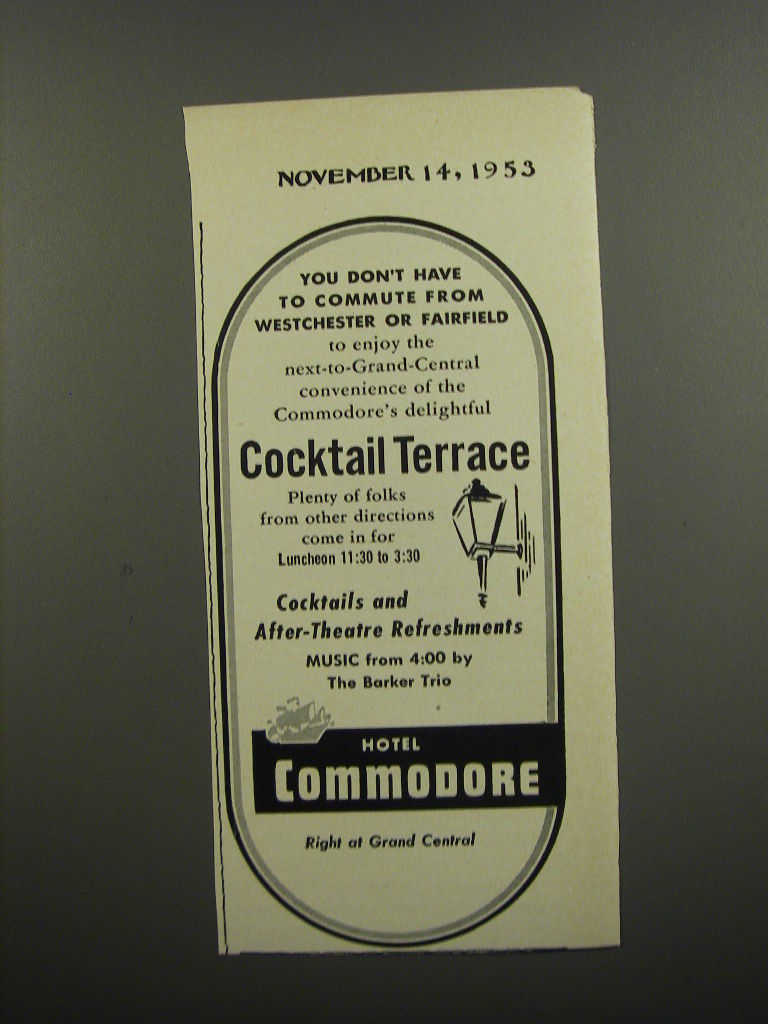 NOVEMBER 14, 1953
YOU DON'T HAVE
TO COMMUTE FROM
WESTCHESTER OR FAIRFIELD
to enjoy the
next-to-Grand-Central
convenience of the
Commodore's delightful
Cocktail Terrace
Plenty of folks
from other directions
come in for
Luncheon 11:30 to 3:30
Cocktails and
After-Theatre Refreshments
MUSIC from 4:00 by
The Barker Trio
HOTEL
COMMODORE
Right at Grand Central